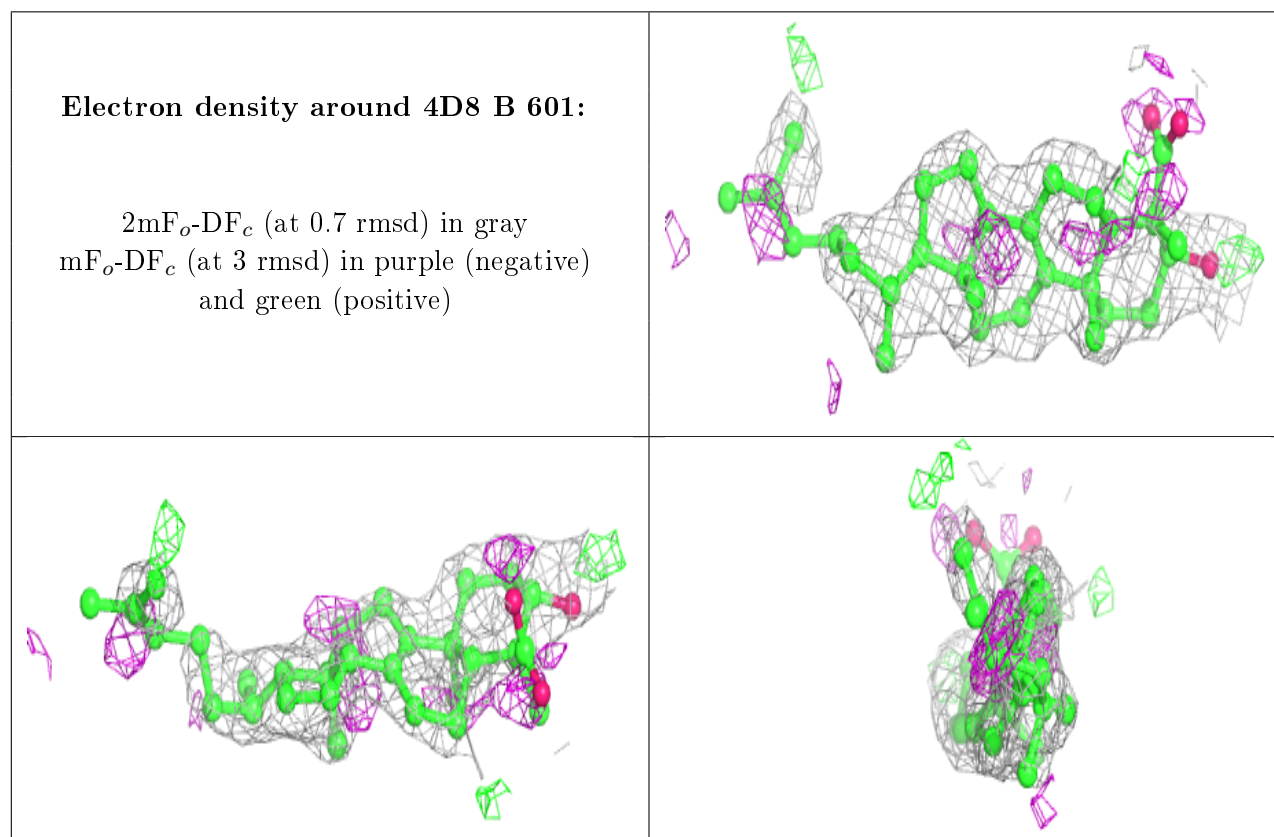 Electron density around 4D8 B 601:
2mFₒ-DF𝒸 (at 0.7 rmsd) in gray
mFₒ-DF𝒸 (at 3 rmsd) in purple (negative)
and green (positive)